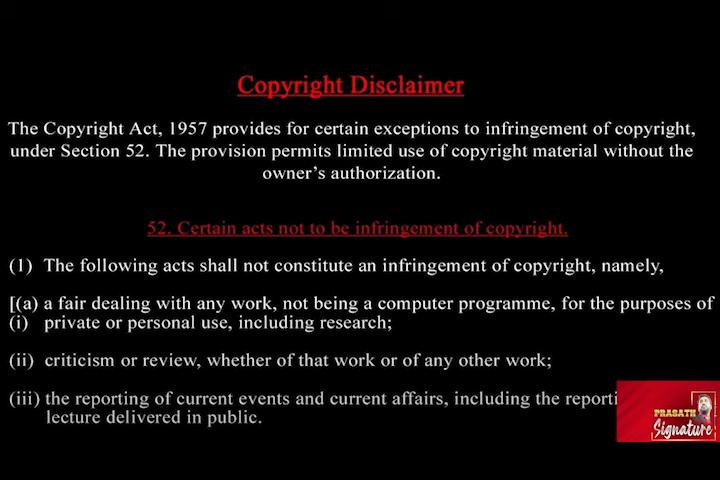 Copyright Disclaimer
The Copyright Act, 1957 provides for certain exceptions to infringement of copyright,
under Section 52. The provision permits limited use of copyright material without the
owner's authorization.
52. Certain acts not to be infringement of copyright.
(1) The following acts shall not constitute an infringement of copyright, namely,
[(a) a fair dealing with any work, not being a computer programme, for the purposes of
(i) private or personal use, including research;
(ii) criticism or review, whether of that work or of any other work;
(iii) the reporting of current events and current affairs, including the
lecture delivered in public.
PRASATH
Signature